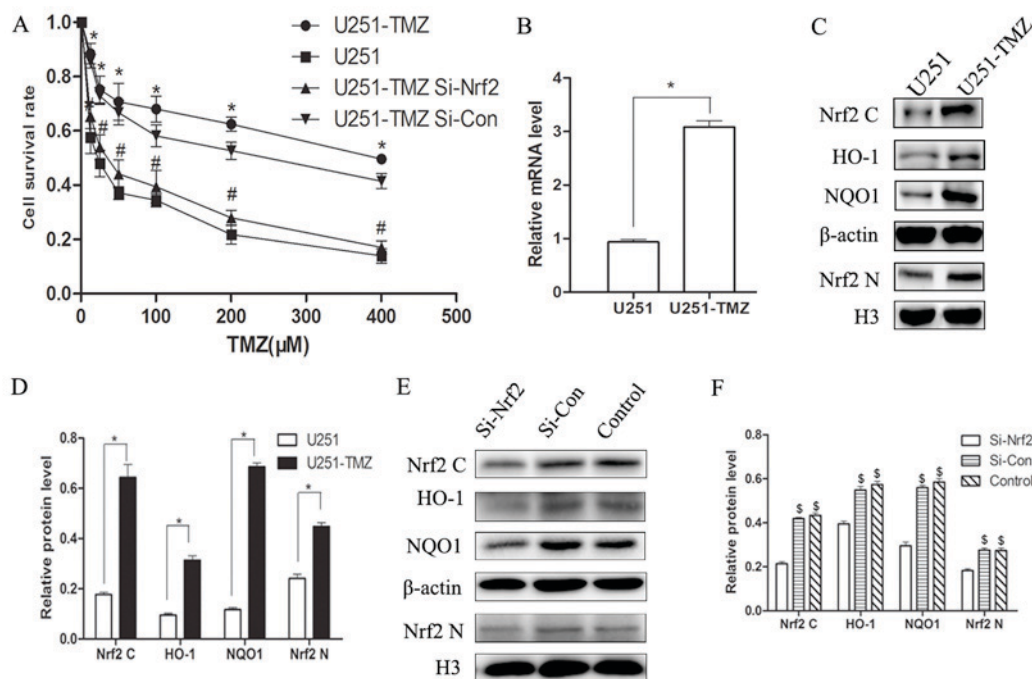 A
Cell survival rate
1.0
0.8
0.6
0.4
0.2
0.0
0
100
200
300
400
500
TMZ(µM)
U251-TMZ
U251
U251-TMZ Si-Nrf2
U251-TMZ Si-Con
* * * * * *
*
# # # # #
B
Relative mRNA level
4
3
2
1
0
*
U251
U251-TMZ
C
U251
U251-TMZ
Nrf2 C
HO-1
NQO1
β-actin
Nrf2 N
H3
D
Relative protein level
0.8
0.6
0.4
0.2
0.0
* * * *
U251
U251-TMZ
Nrf2 C
HO-1
NQO1
Nrf2 N
E
Si-Nrf2
Si-Con
Control
Nrf2 C
HO-1
NQO1
β-actin
Nrf2 N
H3
F
Relative protein level
0.8
0.6
0.4
0.2
0.0
$ $ $ $ $ $ $ $
Si-Nrf2
Si-Con
Control
Nrf2 C
HO-1
NQO1
Nrf2 N